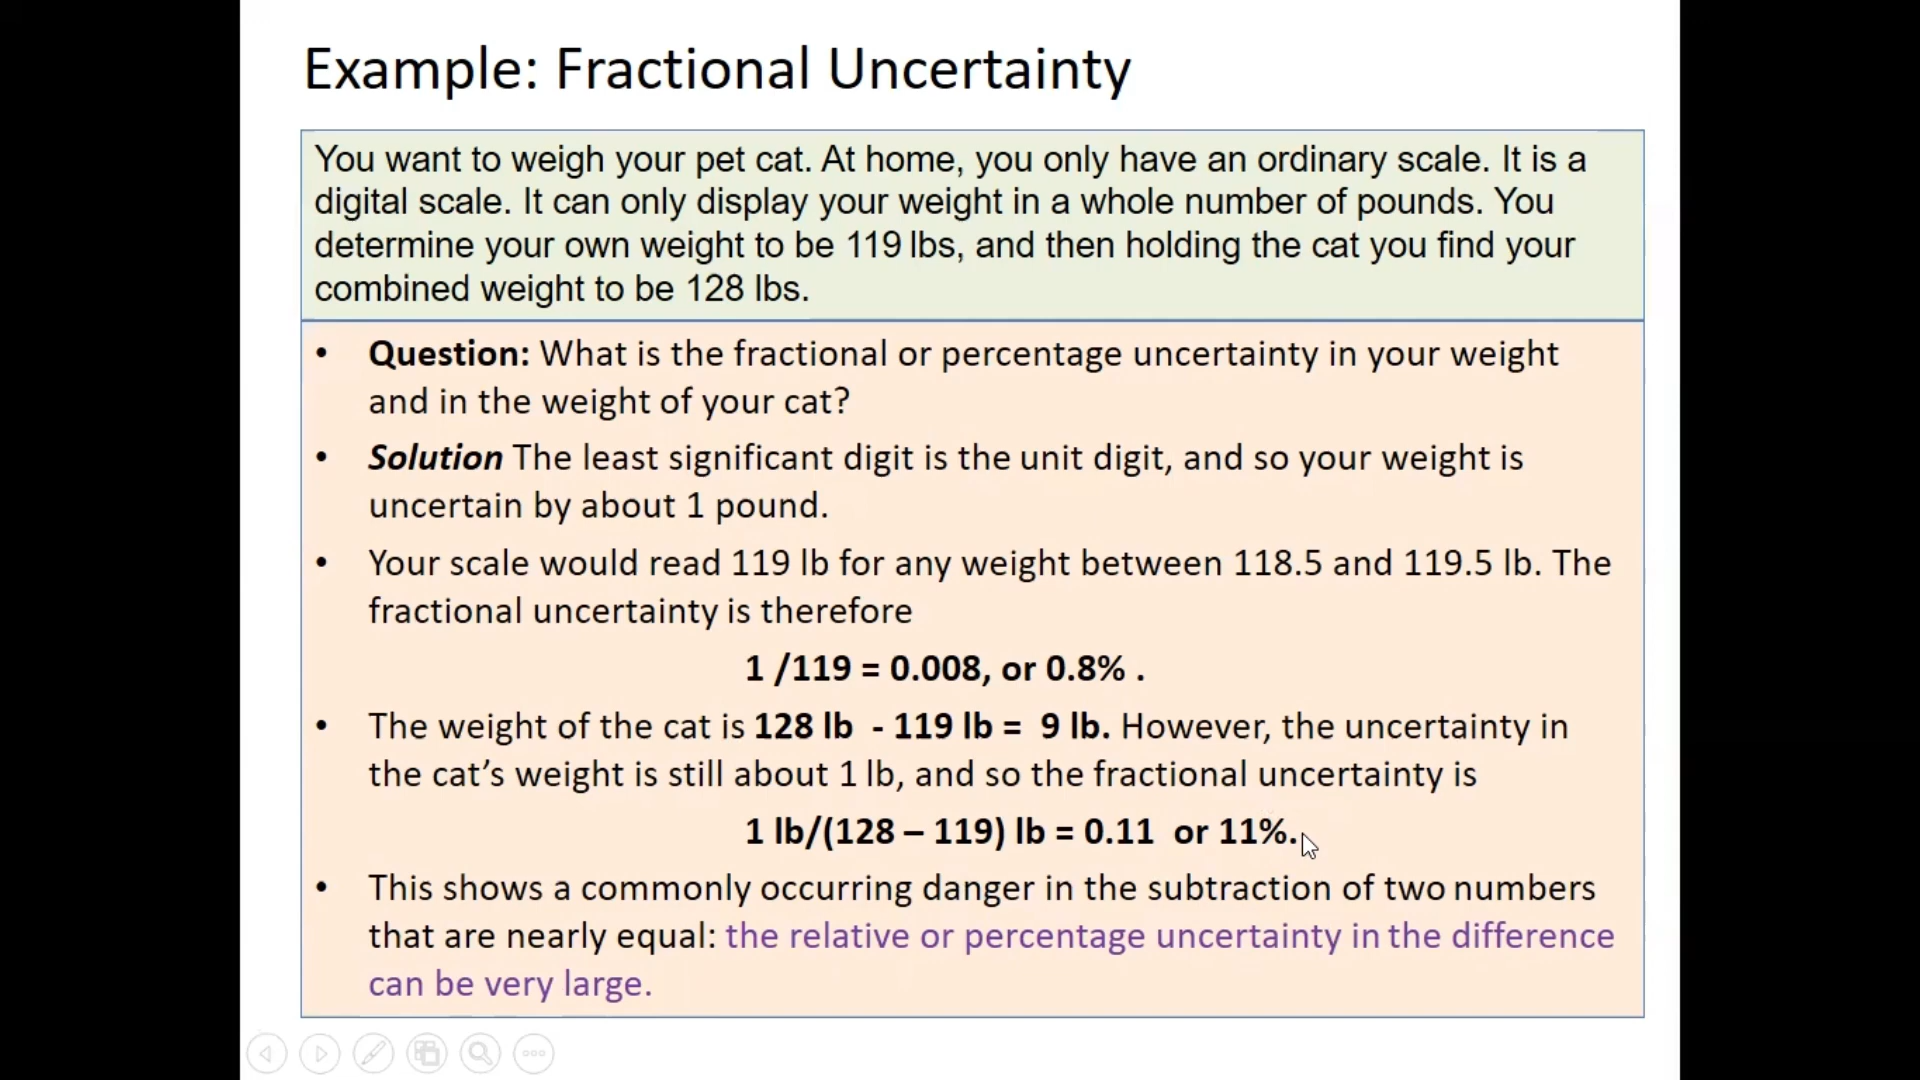 Example: Fractional Uncertainty
You want to weigh your pet cat. At home, you only have an ordinary scale. It is a
digital scale. It can only display your weight in a whole number of pounds. You
determine your own weight to be 119 lbs, and then holding the cat you find your
combined weight to be 128 lbs.
• Question: What is the fractional or percentage uncertainty in your weight
and in the weight of your cat?
• Solution The least significant digit is the unit digit, and so your weight is
uncertain by about 1 pound.
• Your scale would read 119 lb for any weight between 118.5 and 119.5 lb. The
fractional uncertainty is therefore
1 /119 = 0.008, or 0.8% .
• The weight of the cat is 128 lb - 119 lb = 9 lb. However, the uncertainty in
the cat’s weight is still about 1 lb, and so the fractional uncertainty is
1 lb/(128 – 119) lb = 0.11 or 11%.
• This shows a commonly occurring danger in the subtraction of two numbers
that are nearly equal: the relative or percentage uncertainty in the difference
can be very large.